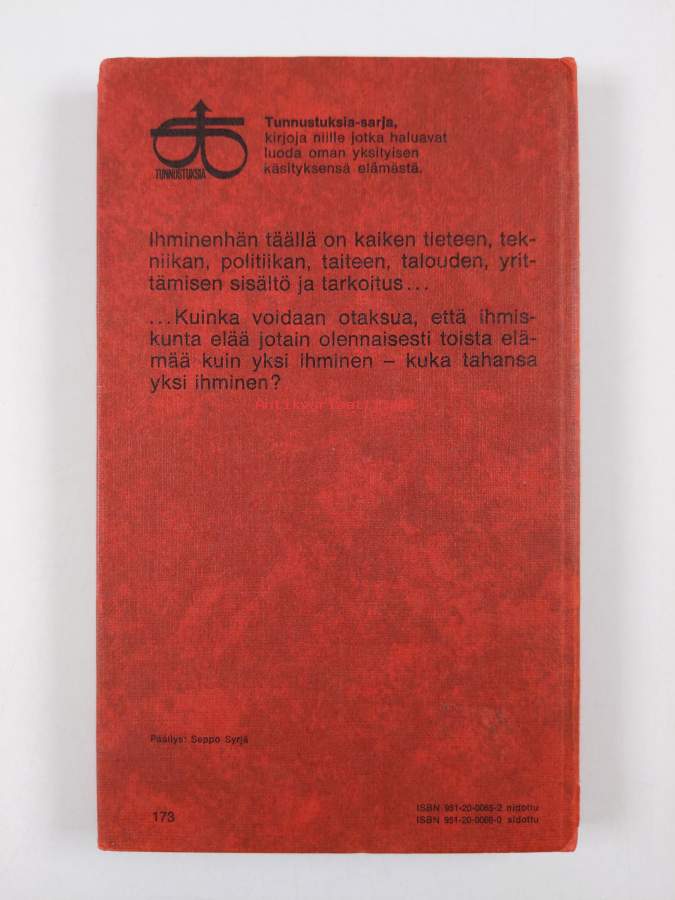 TUNNUSTUKSIA
Tunnustuksia-sarja,
kirjoja niille jotka haluavat
luoda oman yksityisen
käsityksensä elämästä.
Ihminenhän täällä on kaiken tieteen, tek-
niikan, politiikan, taiteen, talouden, yrit-
tämisen sisältö ja tarkoitus...
...Kuinka voidaan otaksua, että ihmis-
kunta elää jotain olennaisesti toista elä-
mää kuin yksi ihminen – kuka tahansa
yksi ihminen?
Päällys: Seppo Syrjä
173
ISBN 951-20-0065-2 nidottu
ISBN 951-20-0066-0 sidottu